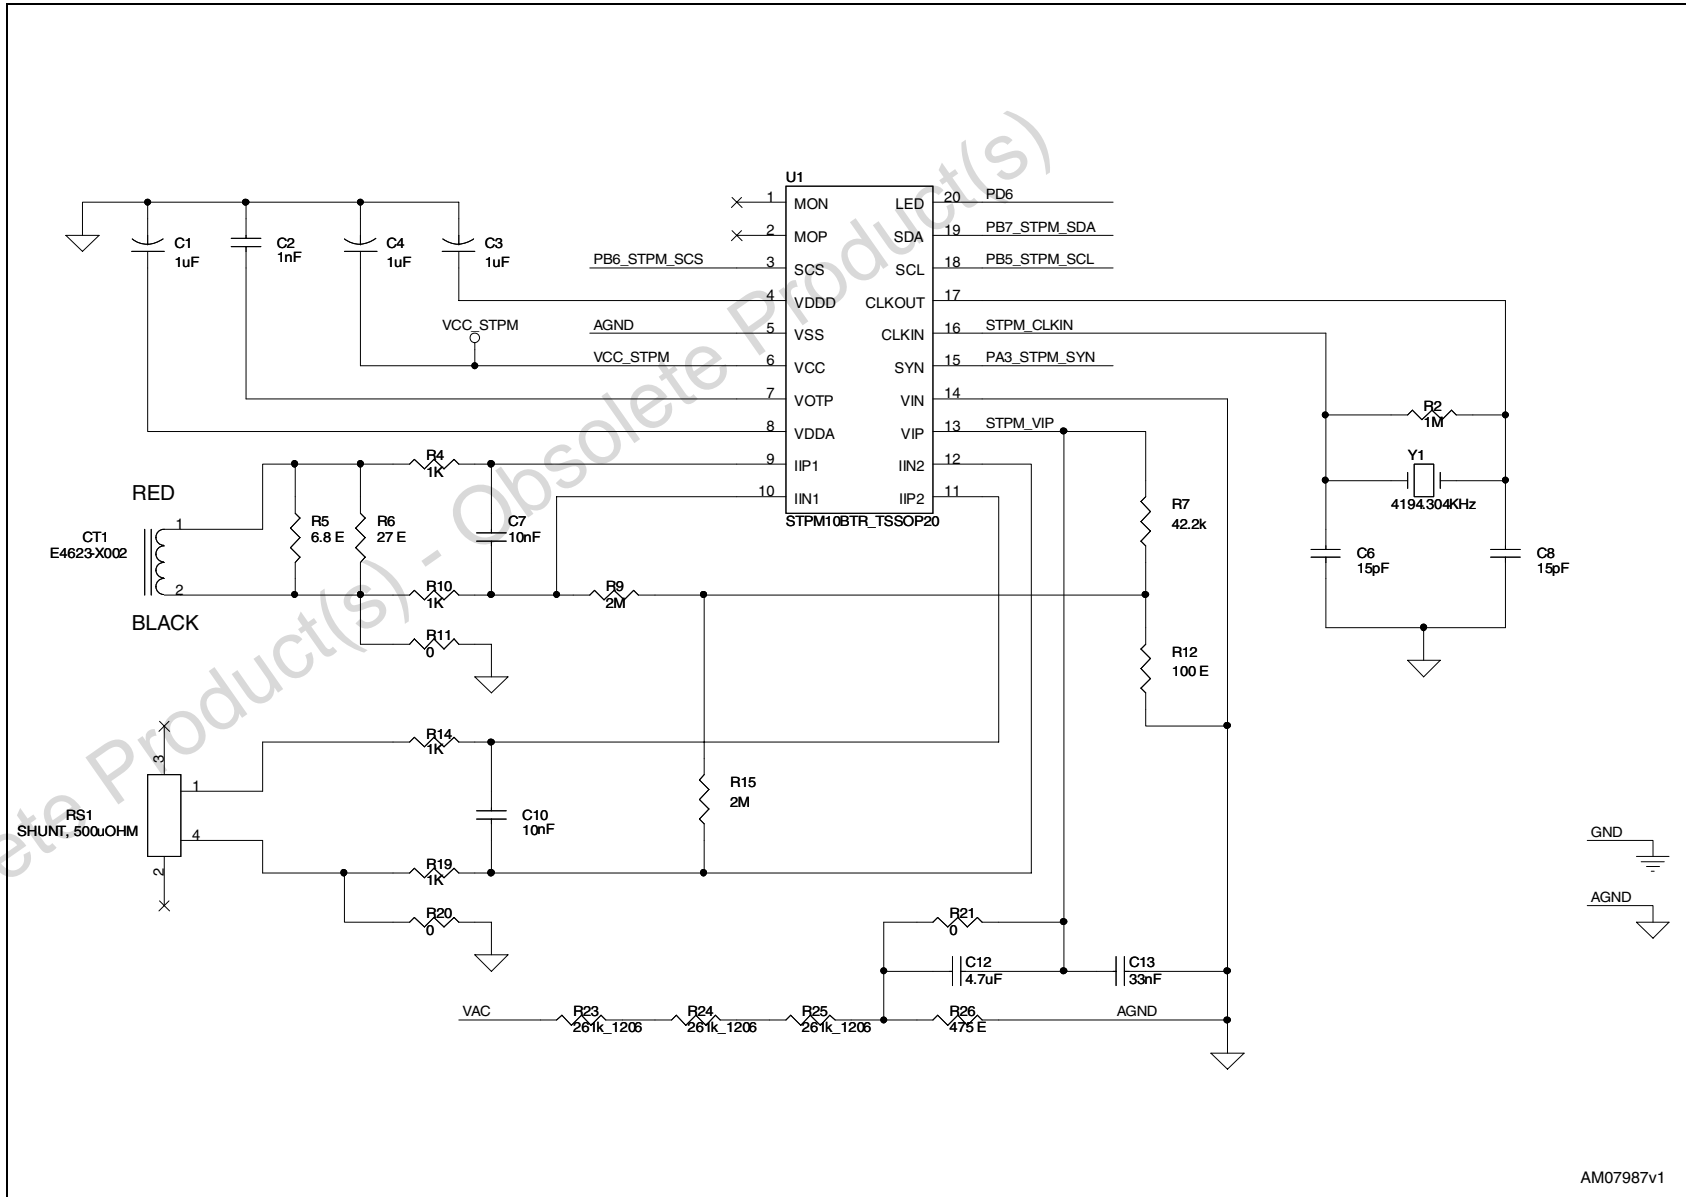 U1
1 MON LED 20 PD6
2 MOP SDA 19 PB7_STPM_SDA
PB6_STPM_SCS 3 SCS SCL 18 PB5_STPM_SCL
4 VDDD CLKOUT 17
AGND 5 VSS CLKIN 16 STPM_CLKIN
VCC_STPM
VCC_STPM 6 VCC SYN 15 PA3_STPM_SYN
7 VOTP VIN 14
8 VDDA VIP 13 STPM_VIP
9 IIP1 IIN2 12
10 IIN1 IIP2 11
STPM10BTR_TSSOP20
C1
1uF
C2
1nF
C4
1uF
C3
1uF
R4
1K
RED
1
CT1
E4623-X002
2
BLACK
R5
6.8 E
R6
27 E
C7
10nF
R10
1K
R9
2M
R11
0
R7
42.2k
R12
100 E
R2
1M
Y1
4194.304KHz
C6
15pF
C8
15pF
R14
1K
3
1
RS1
SHUNT, 500uOHM
4
2
C10
10nF
R15
2M
R19
1K
R20
0
R21
0
C12
4.7uF
C13
33nF
VAC
R23
261k_1206
R24
261k_1206
R25
261k_1206
R26
475 E
AGND
GND
AGND
AM07987v1
ete Product(s) - Obsolete Product(s)